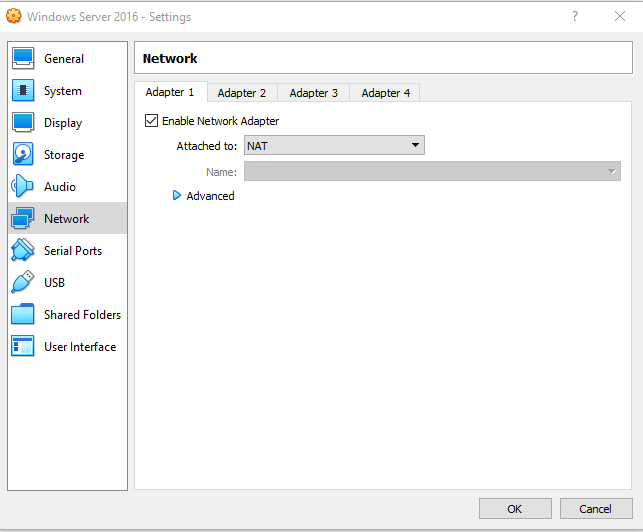 Windows Server 2016 - Settings
?
General
System
Display
Storage
Audio
Network
Serial Ports
USB
Shared Folders
User Interface
Network
Adapter 1 Adapter 2 Adapter 3 Adapter 4
Enable Network Adapter
Attached to: NAT
Name:
Advanced
OK Cancel